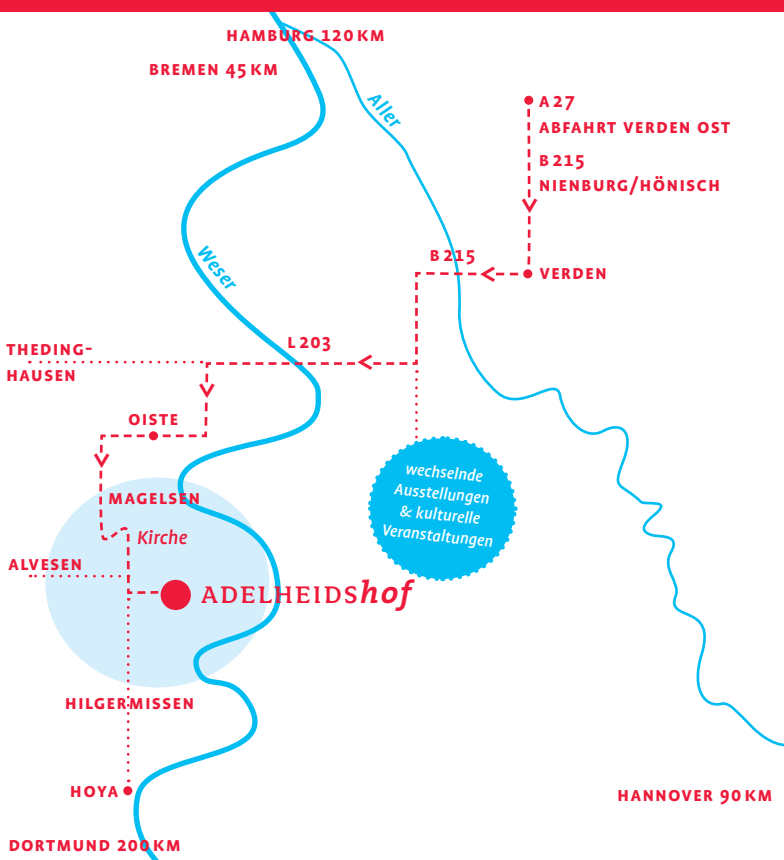 HAMBURG 120 KM
BREMEN 45 KM
Aller
A 27
ABFAHRT VERDEN OST
B 215
NIENBURG/HÖNISCH
Weser
B 215
VERDEN
L 203
THEDING-
HAUSEN
OISTE
wechselnde
Ausstellungen
& kulturelle
Veranstaltungen
MAGELSEN
Kirche
ALVESEN
ADELHEIDShof
HILGERMISSEN
HOYA
HANNOVER 90 KM
DORTMUND 200 KM